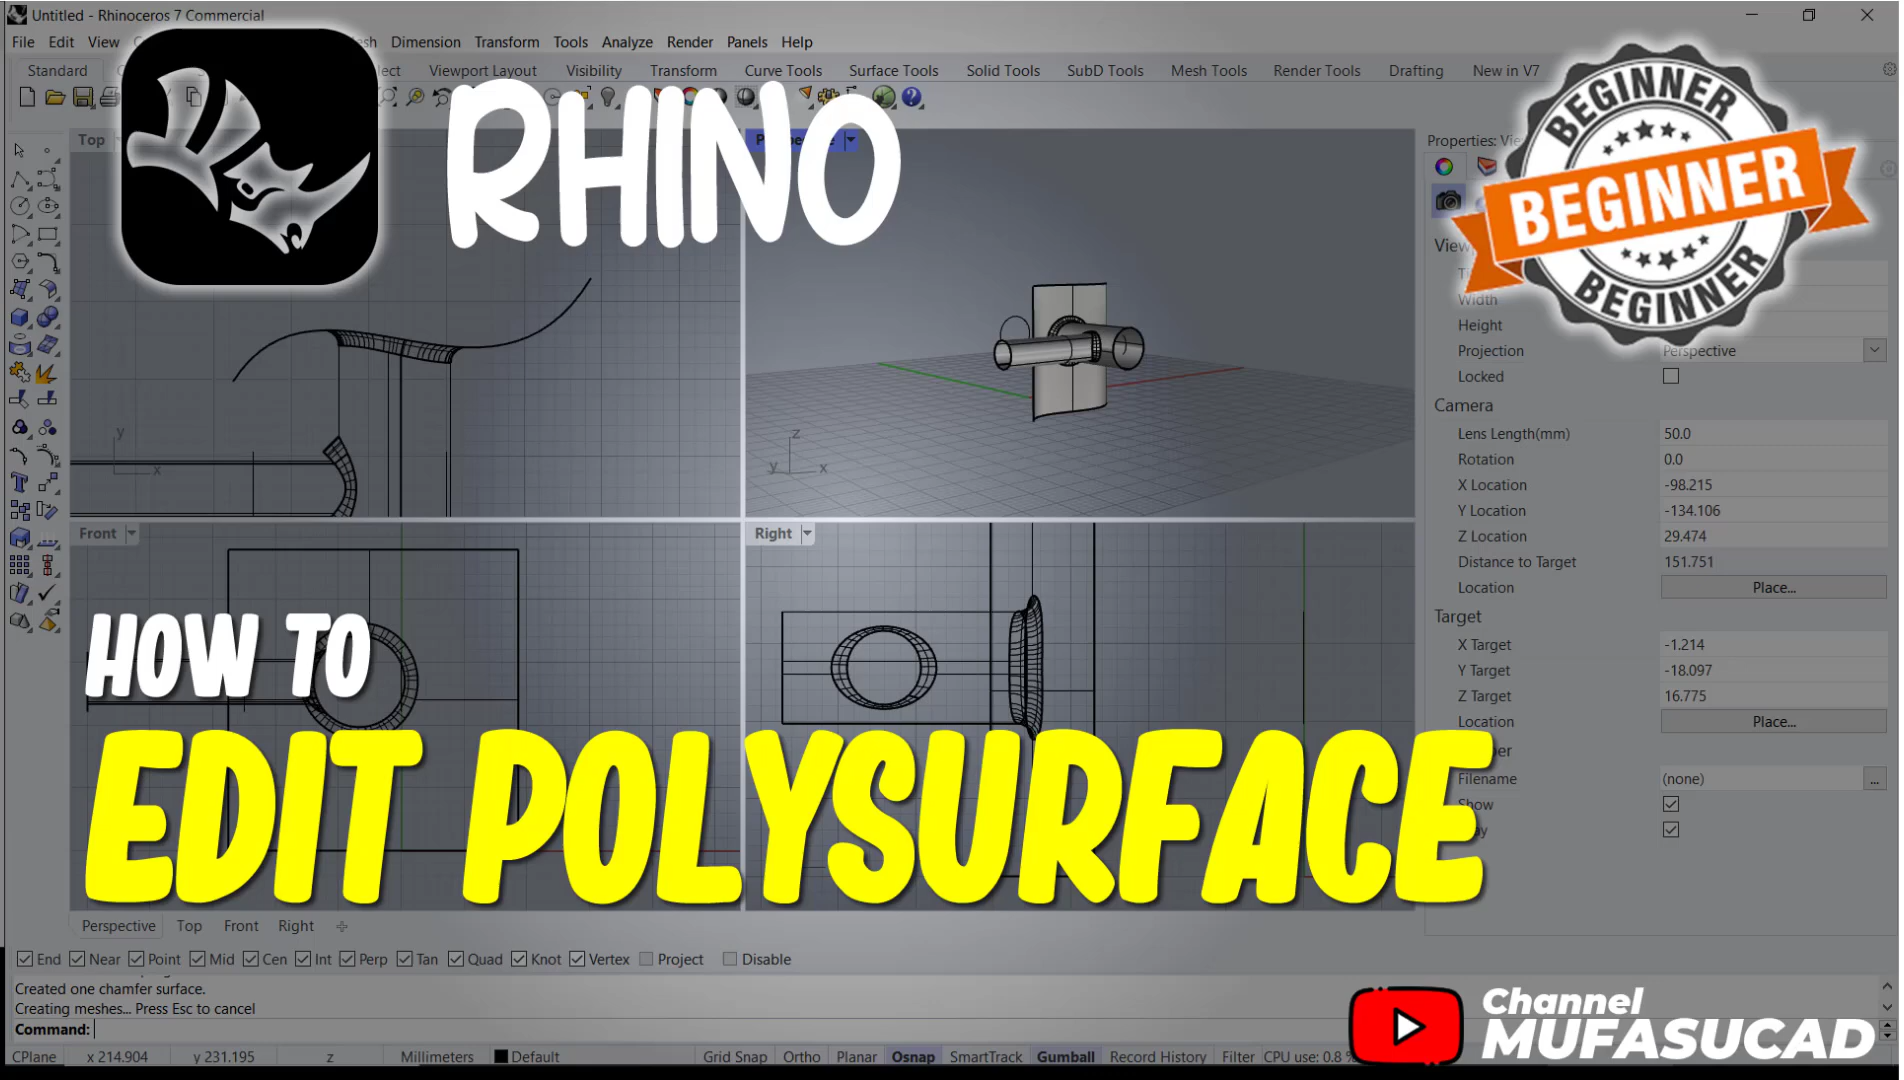 Untitled - Rhinoceros 7 Commercial
File Edit View Dimension Transform Tools Analyze Render Panels Help
Standard Viewport Layout Visibility Transform Curve Tools Surface Tools Solid Tools SubD Tools Mesh Tools Render Tools Drafting New in V7
RHINO
BEGINNER
BEGINNER
BEGINNER
Top
Properties:
Width
Height
Projection Perspective
Locked
Camera
Lens Length(mm) 50.0
Rotation 0.0
X Location -98.215
Y Location -134.106
Z Location 29.474
Distance to Target 151.751
Location Place...
Target
X Target -1.214
Y Target -18.097
Z Target 16.775
Location Place...
Filename (none) ...
Show
y
x
z
y
x
Front
Right
HOW TO
EDIT POLYSURFACE
Perspective Top Front Right
End Near Point Mid Cen Int Perp Tan Quad Knot Vertex Project Disable
Created one chamfer surface.
Creating meshes... Press Esc to cancel
Command:
Channel
MUFASUCAD
CPlane x 214.904 y 231.195 z Millimeters Default Grid Snap Ortho Planar Osnap SmartTrack Gumball Record History Filter CPU use: 0.8 %